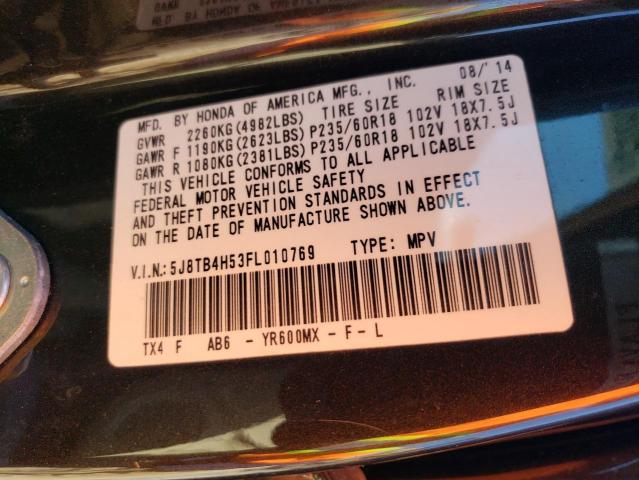 MFD. BY HONDA OF AMERICA MFG., INC. 08/'14
GVWR 2260KG(4982LBS) TIRE SIZE RIM SIZE
GAWR F 1190KG(2623LBS)P235/60R18 102V 18X7.5J
GAWR R 1080KG(2381LBS)P235/60R18 102V 18X7.5J
THIS VEHICLE CONFORMS TO ALL APPLICABLE
FEDERAL MOTOR VEHICLE SAFETY
AND THEFT PREVENTION STANDARDS IN EFFECT
ON THE DATE OF MANUFACTURE SHOWN ABOVE.
V.I.N.:5J8TB4H53FL010769 TYPE: MPV
TX4 F AB6 - YR600MX - F - L